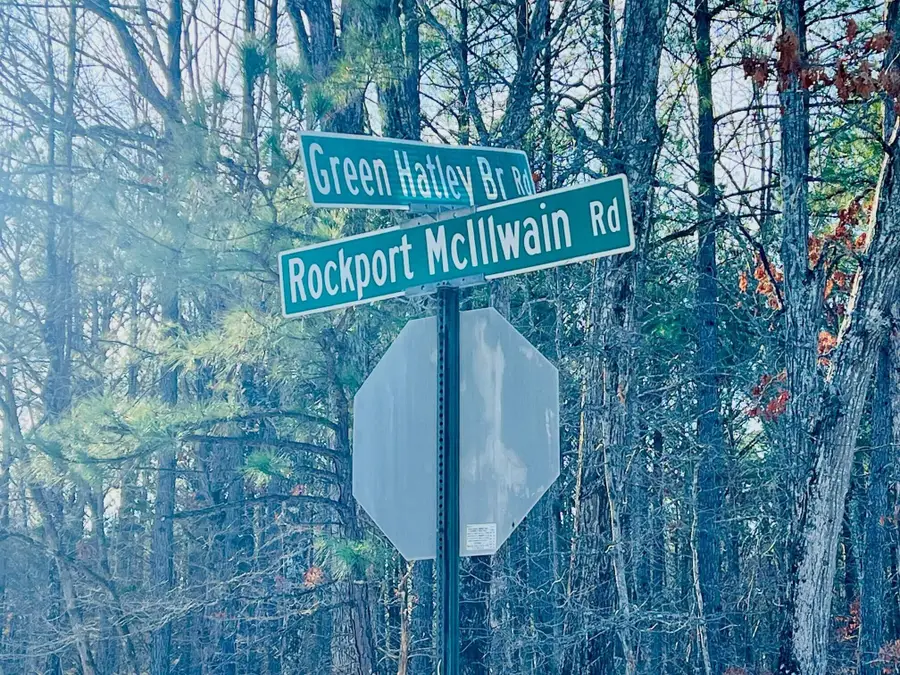 Green Hatley Br Rd
Rockport McIllwain Rd